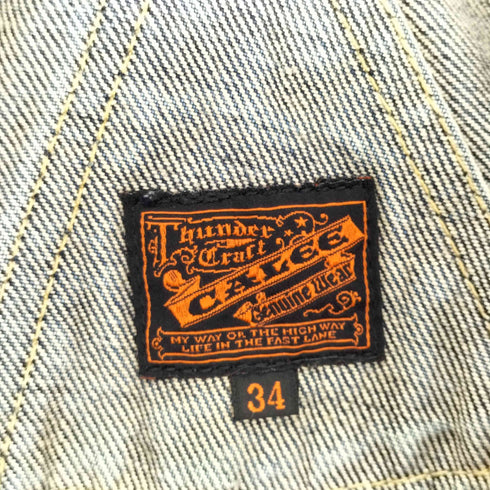 Thunder
Craft
CALEE
Genuine Wear
MY WAY OR THE HIGH WAY
LIFE IN THE FAST LANE
34